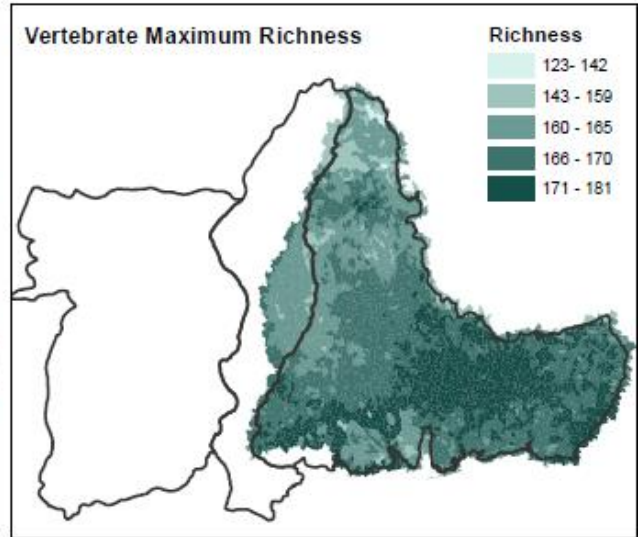 Vertebrate Maximum Richness
Richness
123- 142
143 - 159
160 - 165
166 - 170
171 - 181